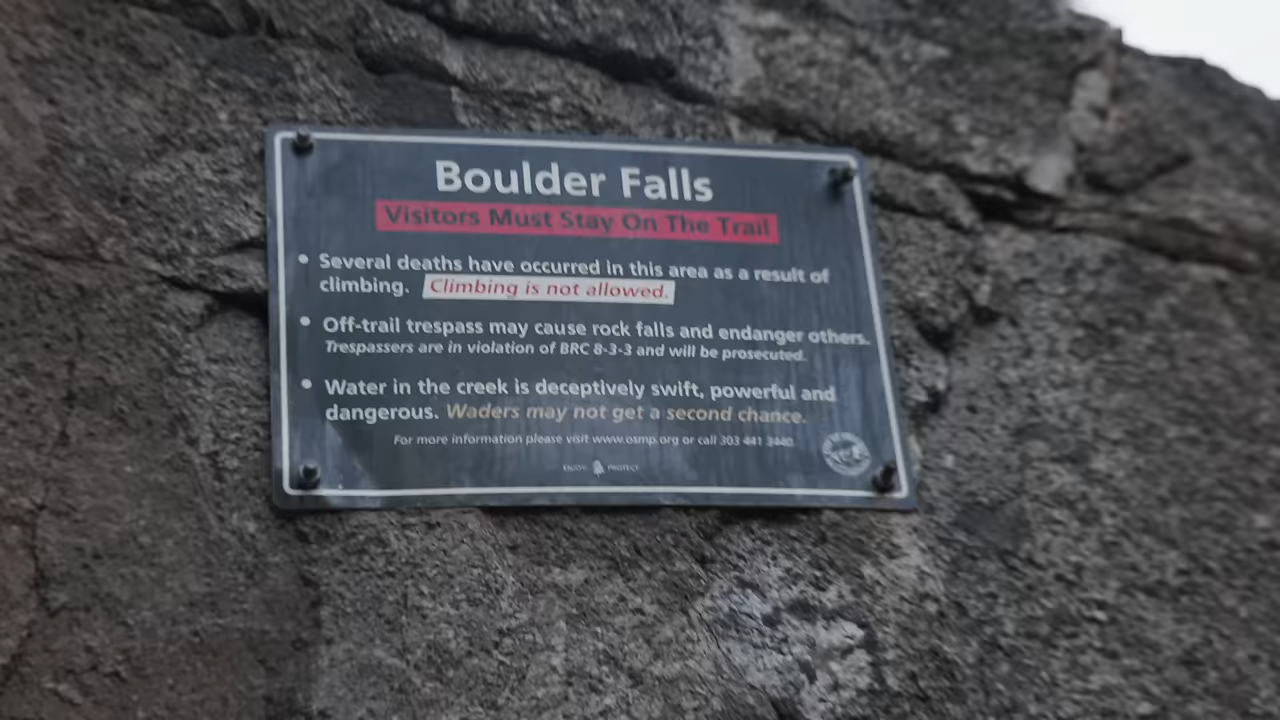 Boulder Falls
Visitors Must Stay On The Trail
• Several deaths have occurred in this area as a result of
climbing. Climbing is not allowed.
• Off-trail trespass may cause rock falls and endanger others.
Trespassers are in violation of BRC 8-3-3 and will be prosecuted.
• Water in the creek is deceptively swift, powerful and
dangerous. Waders may not get a second chance.
For more information please visit www.osmp.org or call 303 441 3440
ENJOY PROTECT